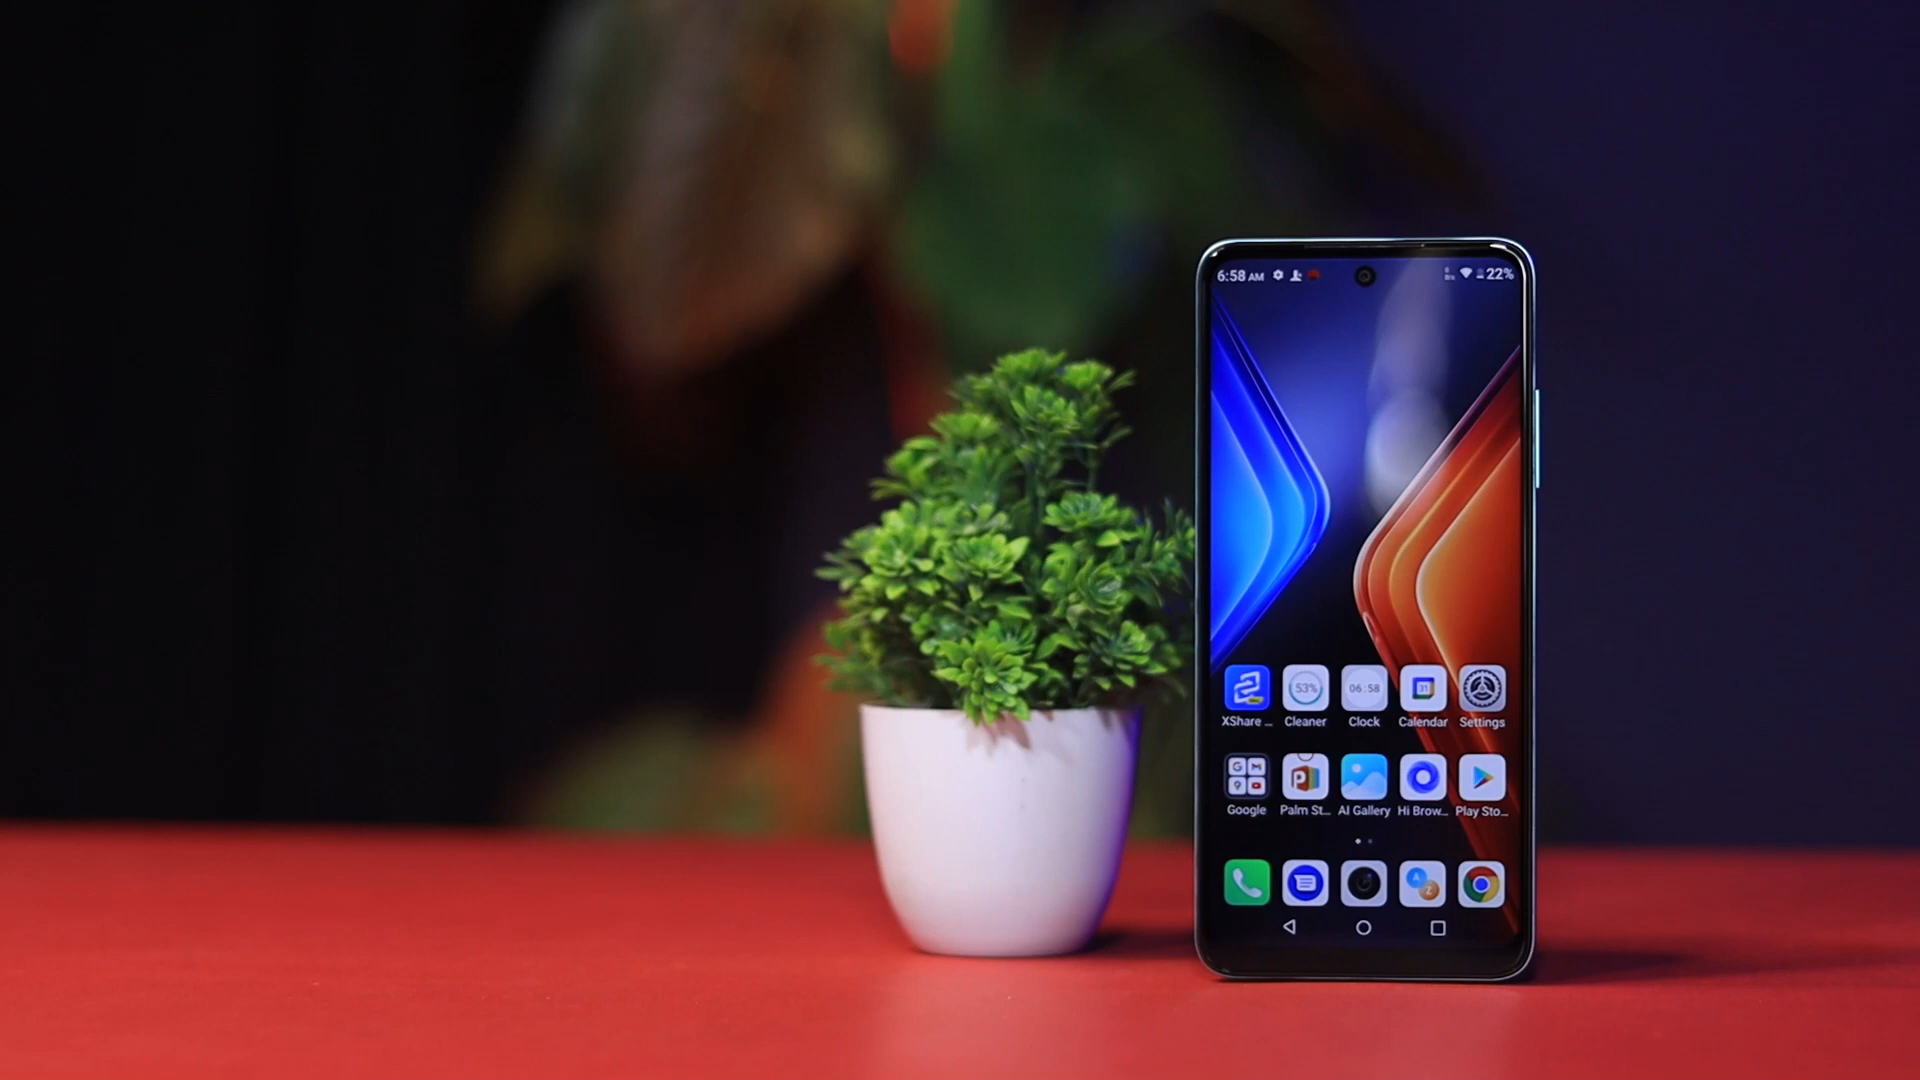 6:58 AM 22%
53% 06:58 31
XShare ... Cleaner Clock Calendar Settings
G M
P
Google Palm St... AI Gallery Hi Brow... Play Sto...
A
Z